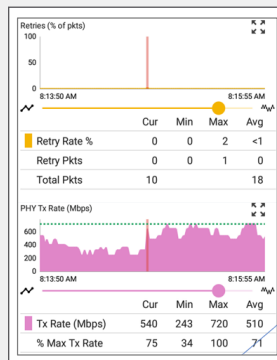 Retries (% of pkts)
100
50
0
8:13:50 AM 8:15:55 AM
Cur Min Max Avg
Retry Rate % 0 0 2 <1
Retry Pkts 0 0 1 0
Total Pkts 10 18
PHY Tx Rate (Mbps)
600
400
200
0
8:13:50 AM 8:15:55 AM
Cur Min Max Avg
Tx Rate (Mbps) 540 243 720 510
% Max Tx Rate 75 34 100 71